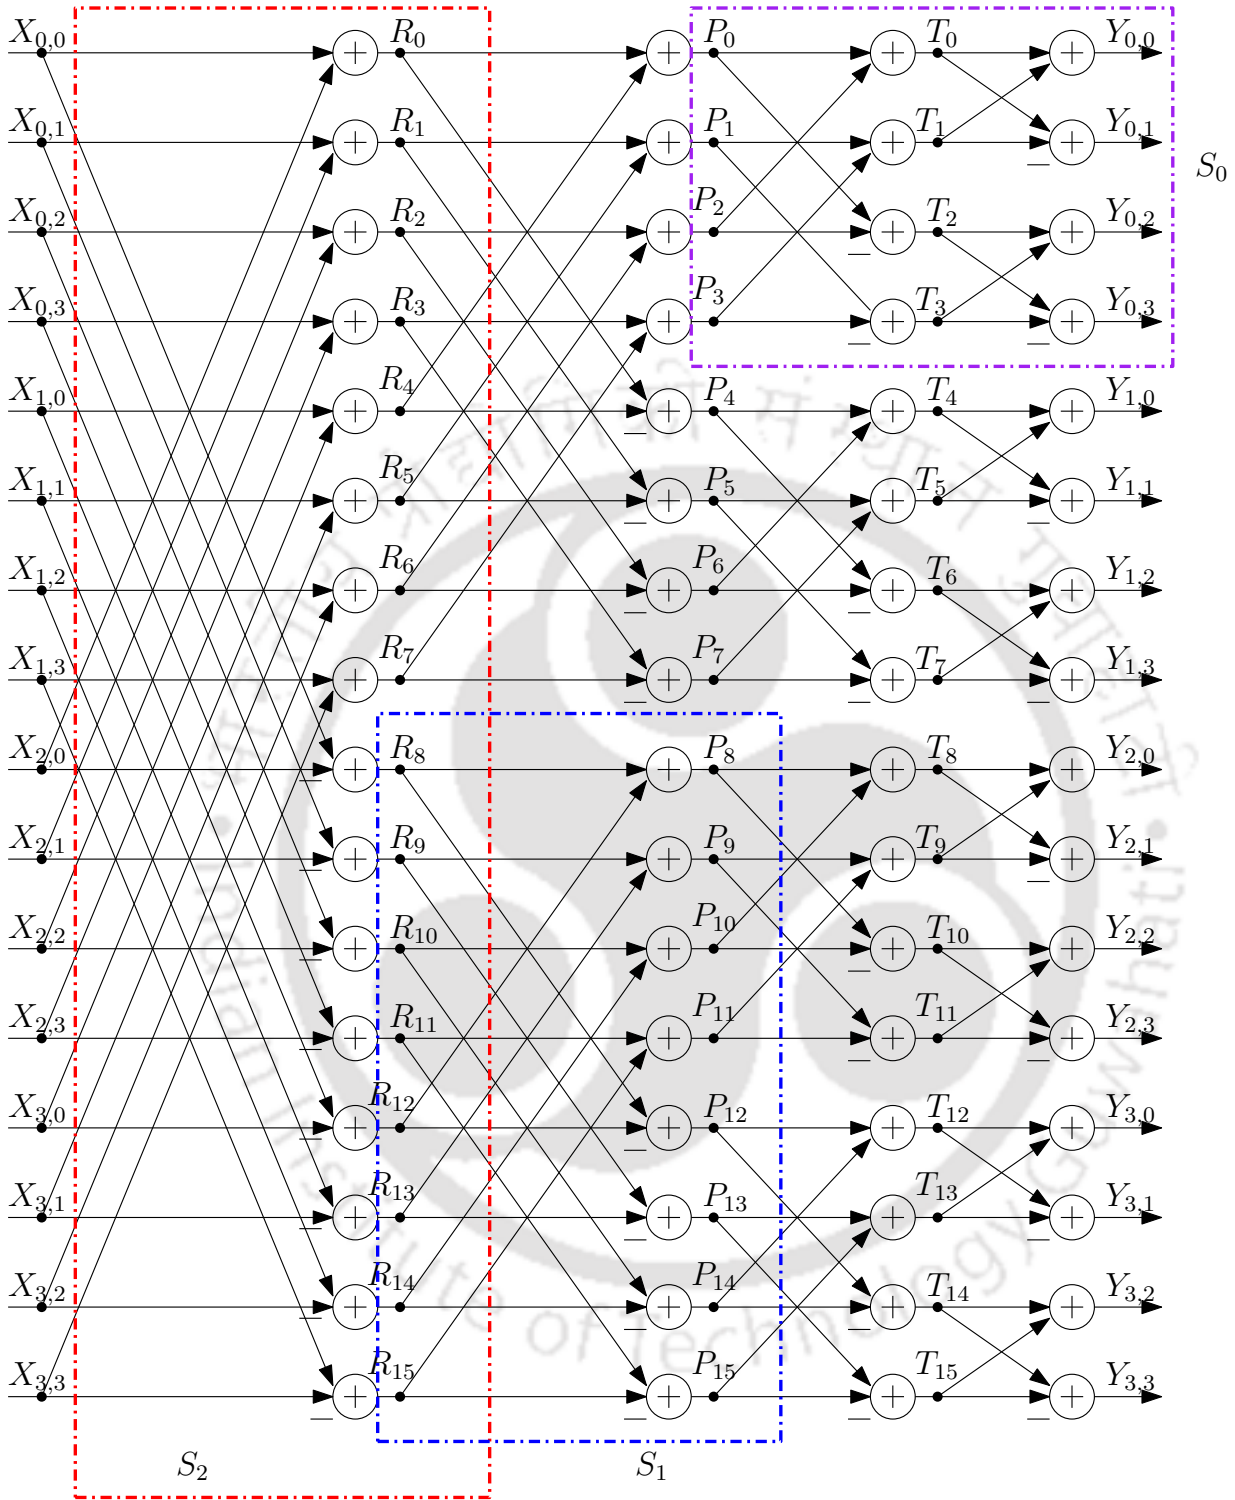 X0,0 R0 P0 T0 Y0,0
X0,1 R1 P1 T1 Y0,1
S0
X0,2 R2 P2 T2 Y0,2
X0,3 R3 P3 T3 Y0,3
X1,0 R4 P4 T4 Y1,0
X1,1 R5 P5 T5 Y1,1
X1,2 R6 P6 T6 Y1,2
X1,3 R7 P7 T7 Y1,3
X2,0 R8 P8 T8 Y2,0
X2,1 R9 P9 T9 Y2,1
X2,2 R10 P10 T10 Y2,2
X2,3 R11 P11 T11 Y2,3
X3,0 R12 P12 T12 Y3,0
X3,1 R13 P13 T13 Y3,1
X3,2 R14 P14 T14 Y3,2
X3,3 R15 P15 T15 Y3,3
S2 S1
Indian Institute of Technology Guwahati